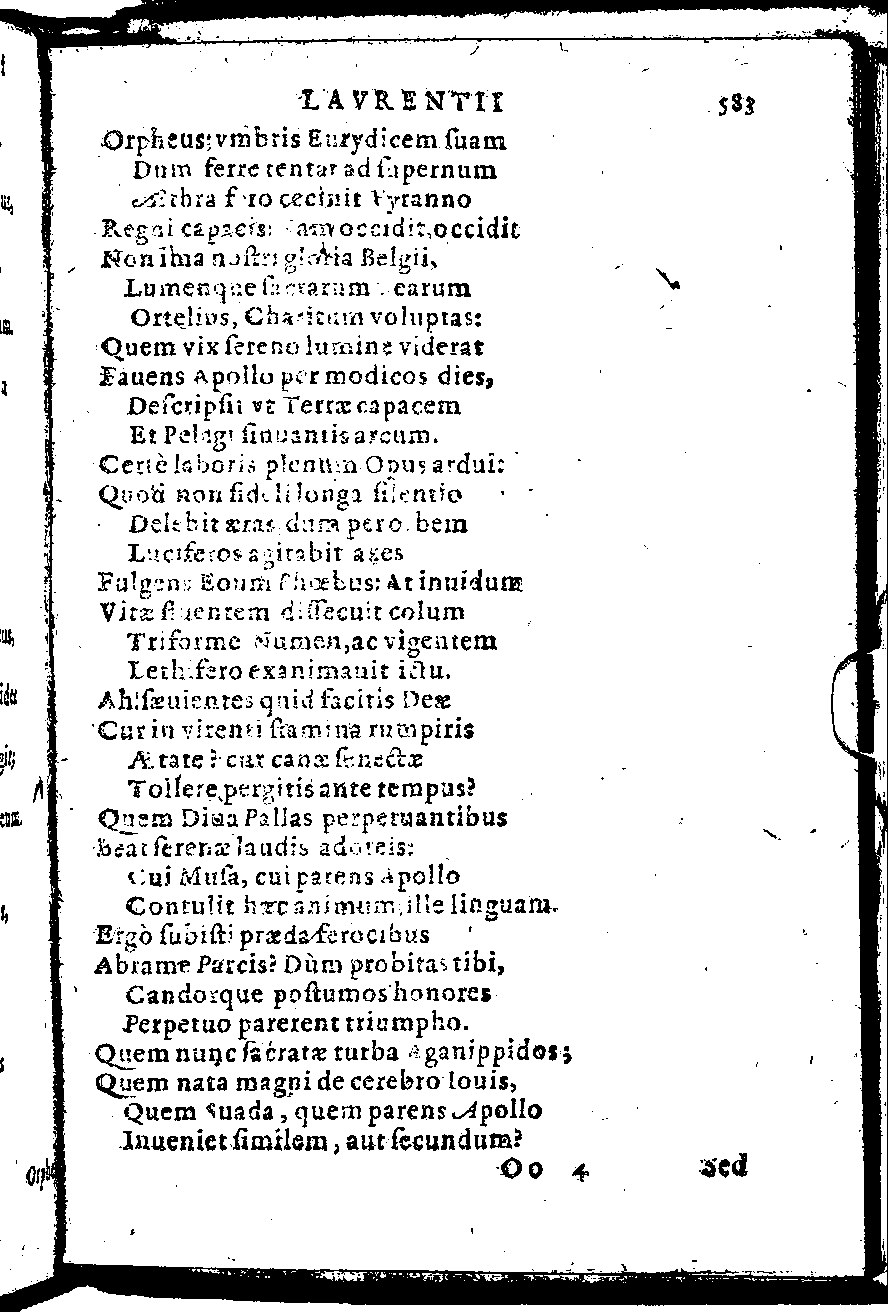 LAVRENTII 583
Orpheus; vmbris Eurydicem ſuam
Dum ferre tentat ad ſupernum
Æthra fero cecinit Tyranno
Regni capacis: Jam occidit, occidit
Non ima noſtri gloria Belgii,
Lumenque ſacrarum earum
Ortelius, Charitum voluptas:
Quem vix ſereno lumine viderat
Fauens Apollo per modicos dies,
Deſcripſit vt Terræ capacem
Et Pelagi ſinuantis arcum.
Certè laboris plenum Opus ardui:
Quod non fideli longa ſilentio
Delebit ætas, dum per bem
Luciferos agitabit axes
Fulgens Eoum Phœbus: At inuidum
Vitæ fluentem diſſecuit colum
Triforme Numen, ac vigentem
Lethifero exanimauit ictu.
Ah! ſæuientes quid facitis Deæ
Cur in virenti ſtamina rumpitis
Ætate? cur canæ ſenectæ
Tollere pergitis ante tempus?
Quem Diua Pallas perpetuantibus
Beat ſerenæ laudis adoreis:
Cui Muſa, cui parens Apollo
Contulit hæc animum, ille linguam.
Ergò ſubiſti præda ferocibus
Abrame Parcis? Dùm probitas tibi,
Candorque poſtumos honores
Perpetuo parerent triumpho.
Quem nunc ſacratæ turba Aganippidos;
Quem nata magni de cerebro Iouis,
Quem Suada, quem parens Apollo
Inueniet ſimilem, aut ſecundum?
Oo 4 Sed